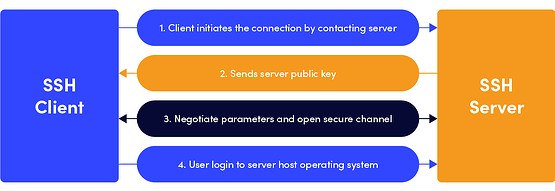 SSH
Client
1. Client initiates the connection by contacting server
2. Sends server public key
3. Negotiate parameters and open secure channel
4. User login to server host operating system
SSH
Server